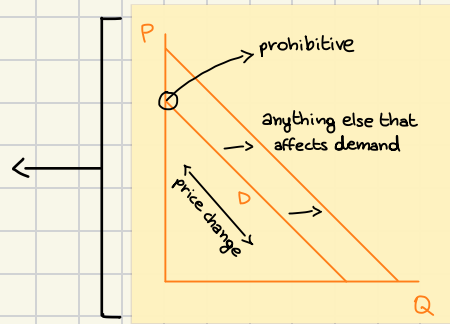 P
prohibitive
anything else that
affects demand
D
price change
Q